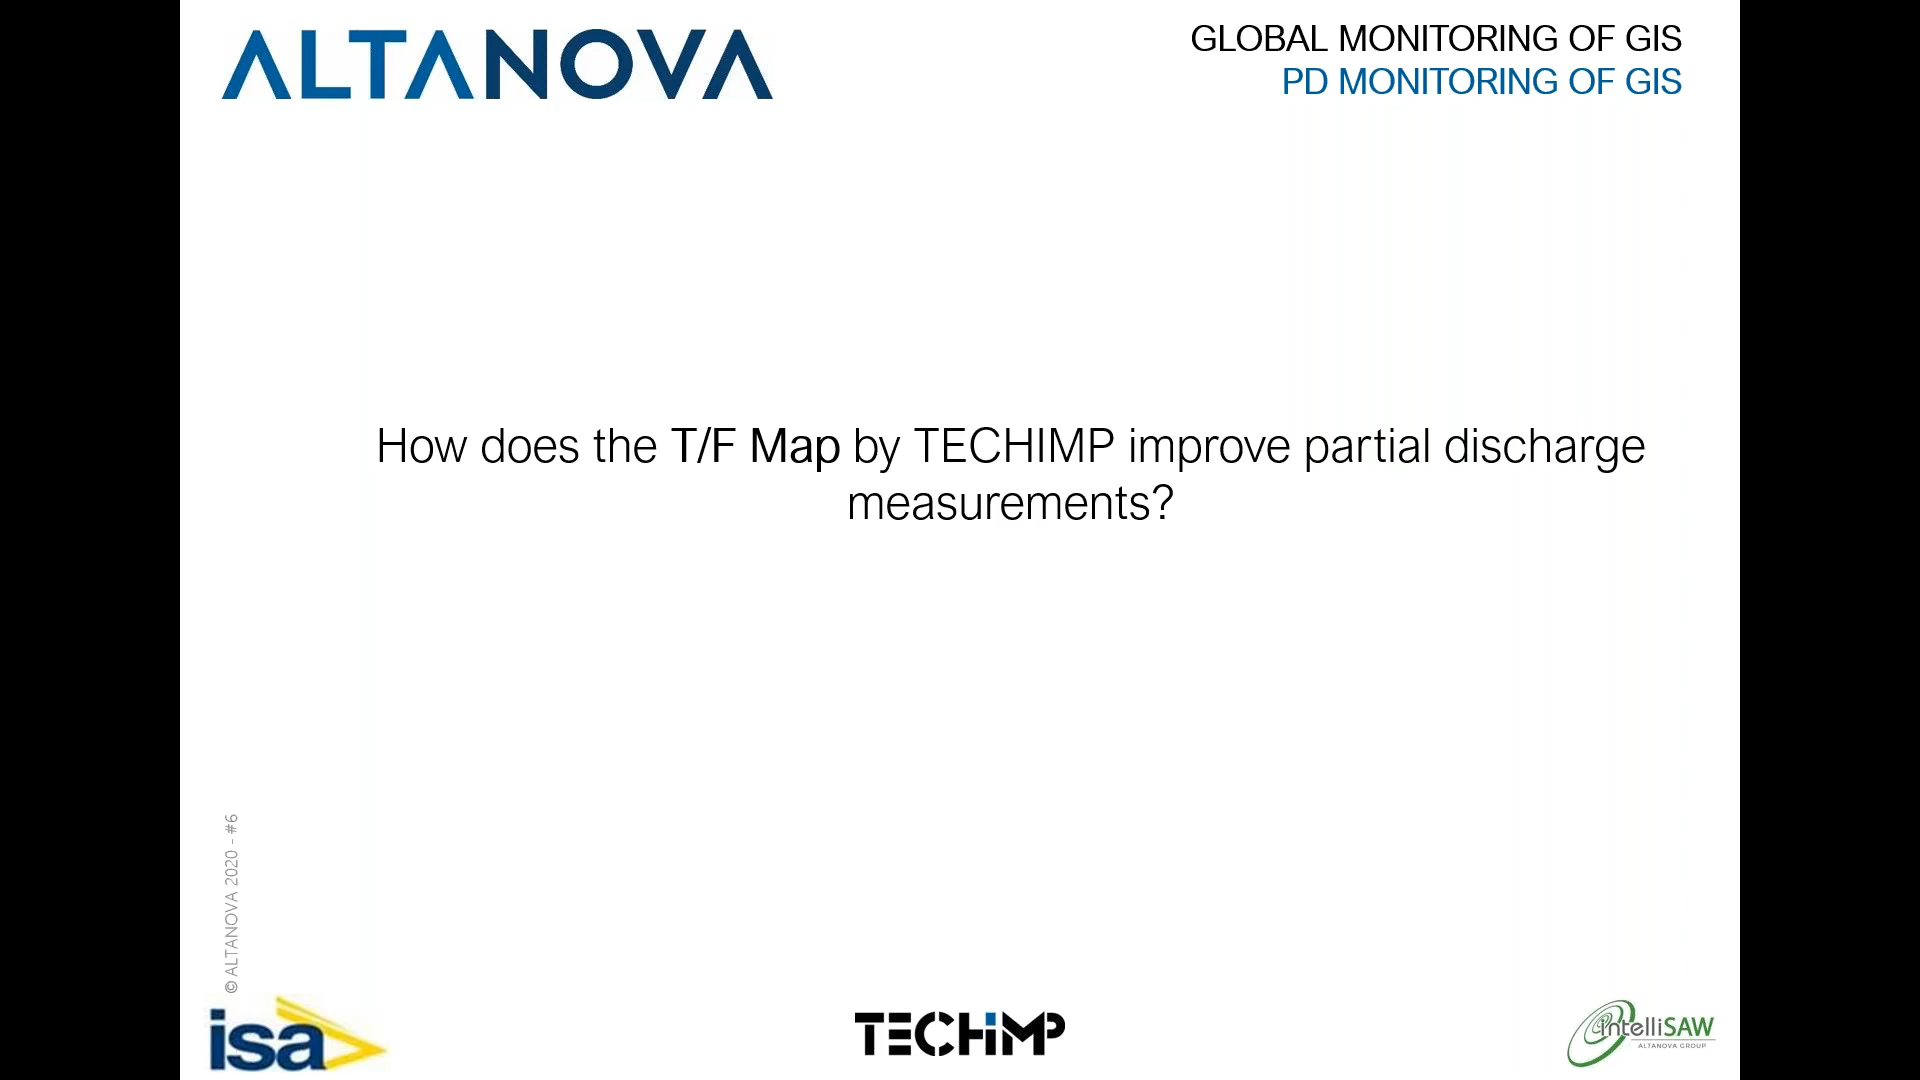 ALTANOVA
GLOBAL MONITORING OF GIS
PD MONITORING OF GIS
How does the T/F Map by TECHIMP improve partial discharge
measurements?
© ALTANOVA 2020 - #6
isa
TECHIMP
intelliSAW
ALTANOVA GROUP